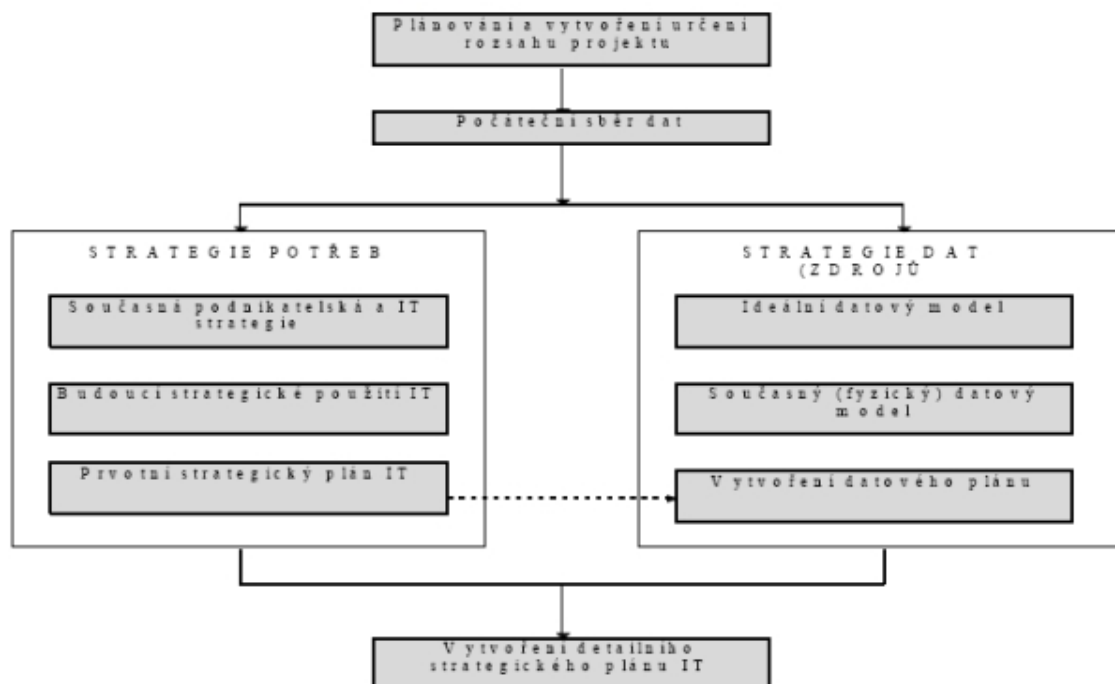 Plánování a vytvoření určení
rozsahu projektu
Počáteční sběr dat
STRATEGIE POTŘEB
Současná podnikatelská a IT
strategie
Budoucí strategické použití IT
Prvotní strategický plán IT
STRATEGIE DAT
(ZDROJŮ
Ideální datový model
Současný (fyzický) datový
model
Vytvoření datového plánu
Vytvoření detailního
strategického plánu IT